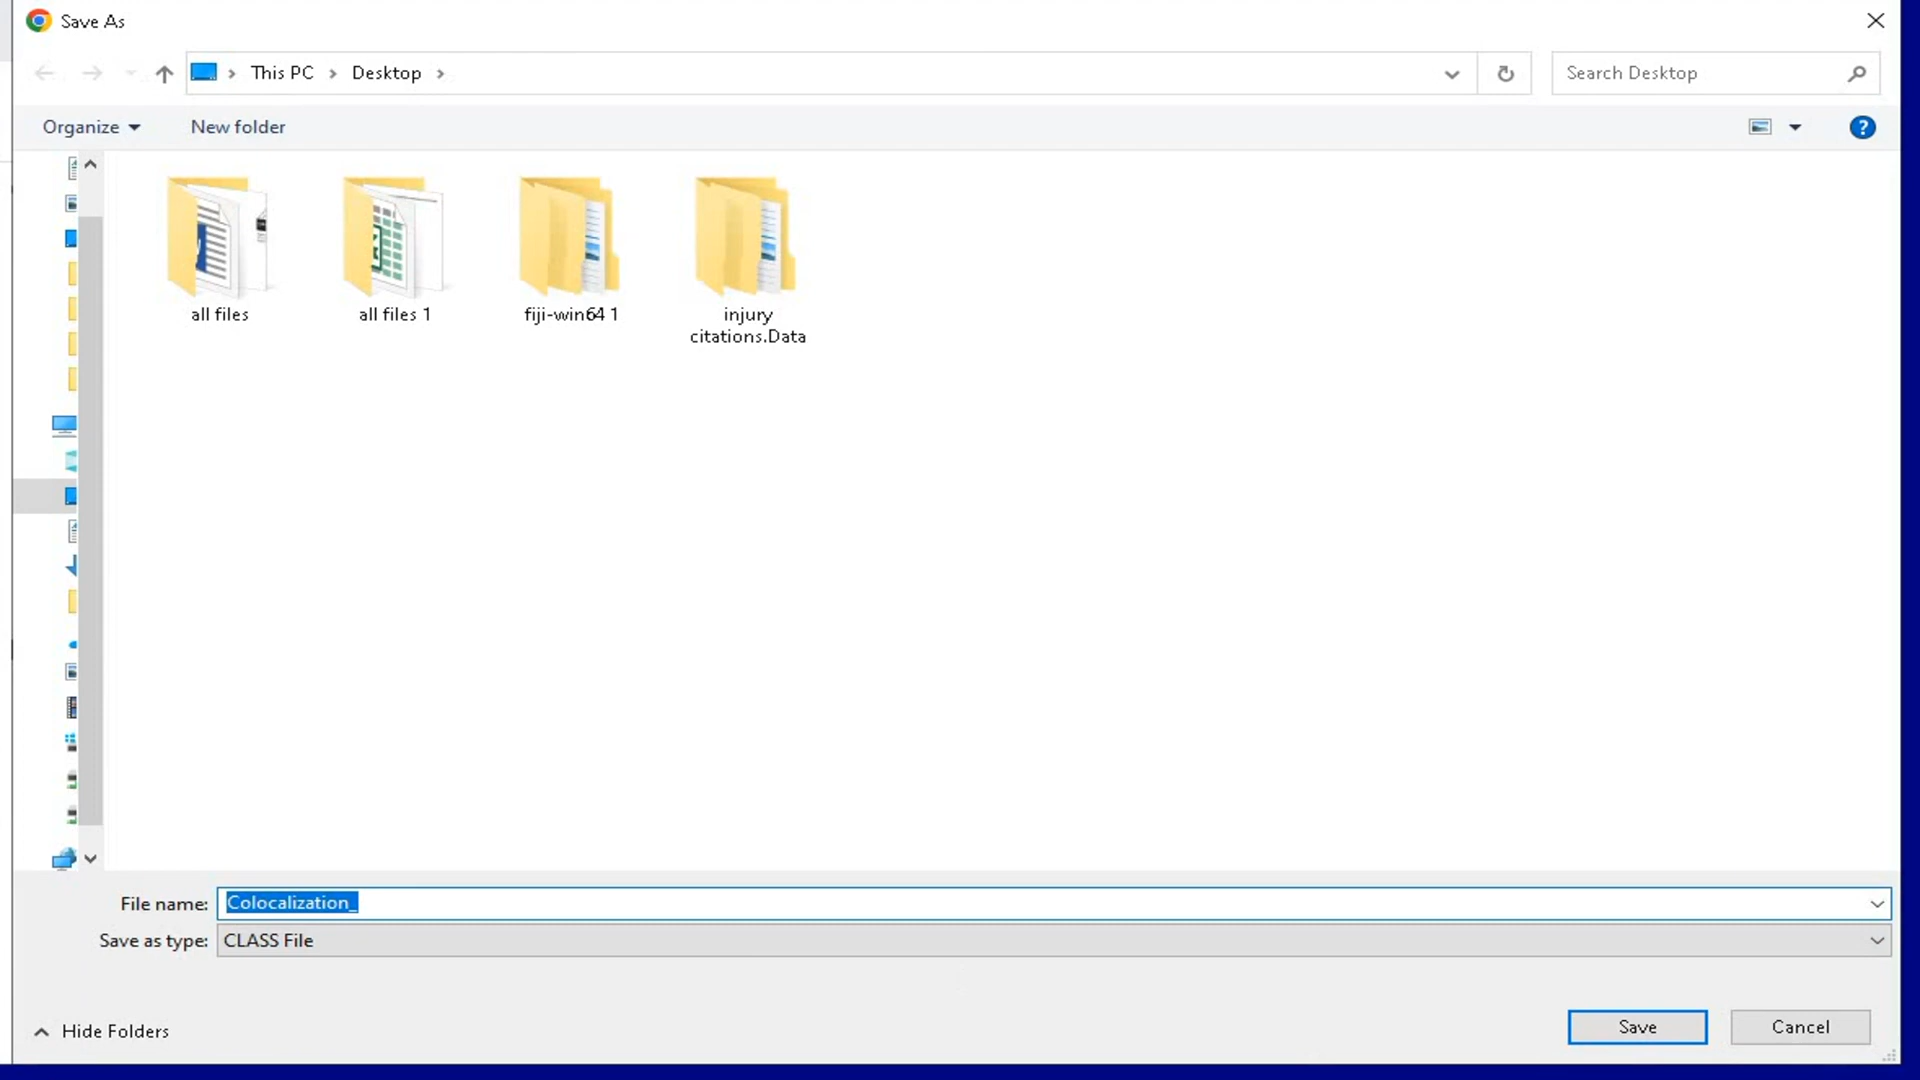 Save As
This PC > Desktop >
Search Desktop
Organize
New folder
?
all files
all files 1
fiji-win64 1
injury
citations.Data
File name: Colocalization_
Save as type: CLASS File
Hide Folders
Save
Cancel